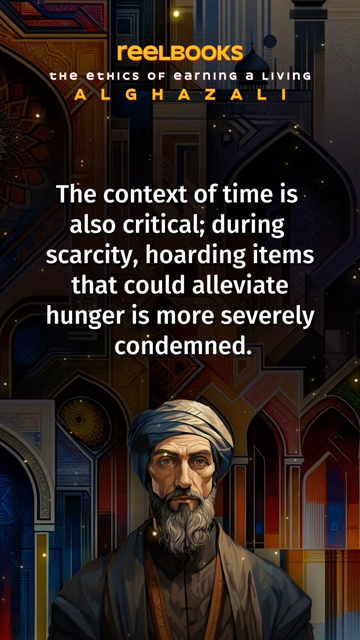 reelBOOKS
the ethics of earning a living
ALGHAZALI
The context of time is
also critical; during
scarcity, hoarding items
that could alleviate
hunger is more severely
condemned.